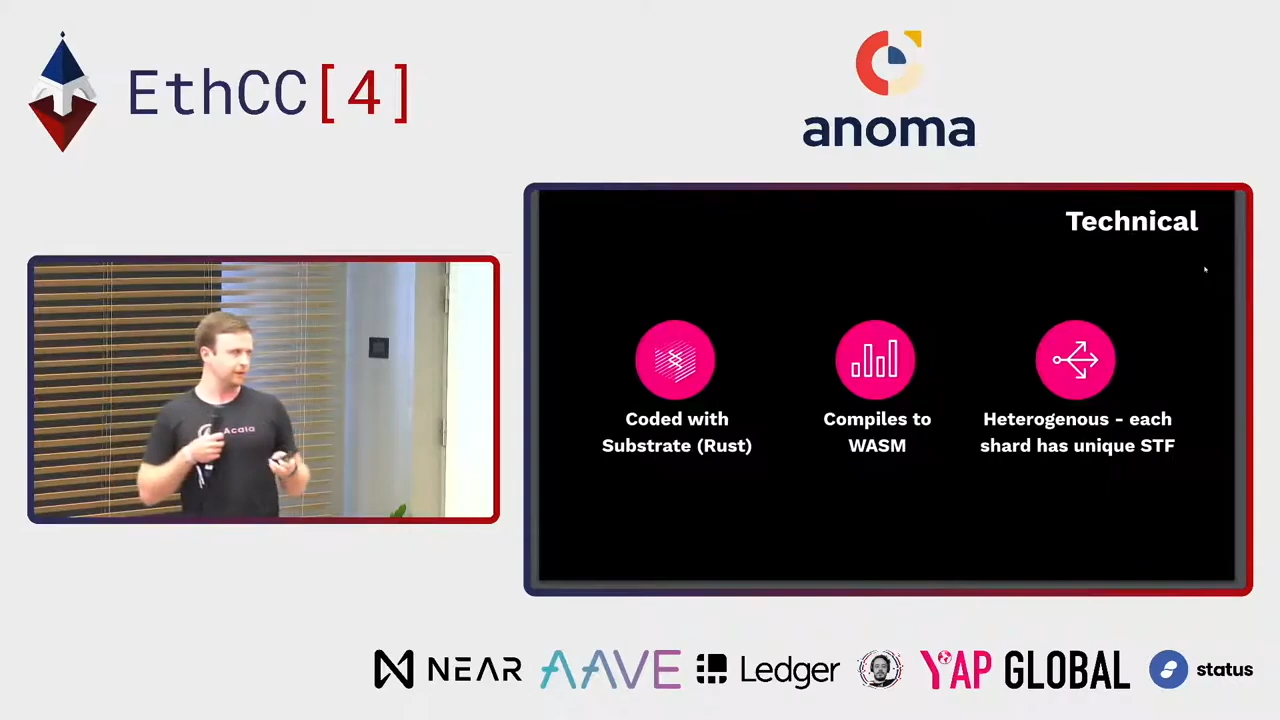 EthCC[4]
anoma
Technical
Coded with
Substrate (Rust)
Compiles to
WASM
Heterogenous - each
shard has unique STF
Acala
NEAR
AAVE
Ledger
YAP GLOBAL
status